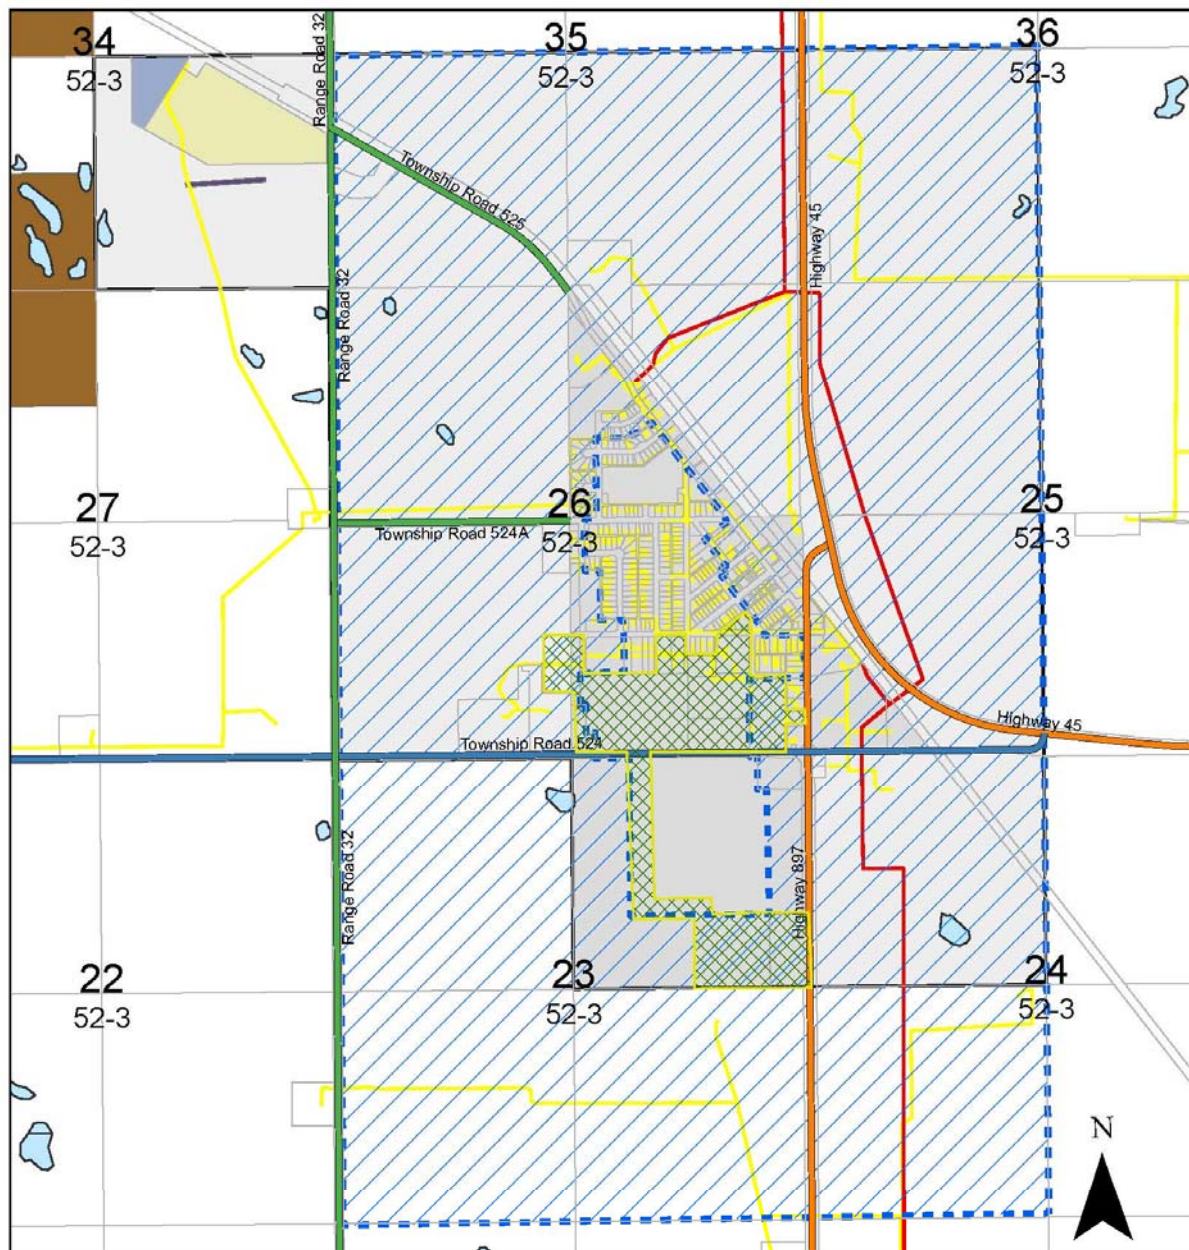 34
52-3
Range Road 32
35
52-3
36
52-3
Township Road 525
Highway 45
Range Road 32
27
52-3
26
52-3
25
52-3
Township Road 524A
Highway 45
Township Road 524
Range Road 32
Highway 897
22
52-3
23
52-3
24
52-3
N